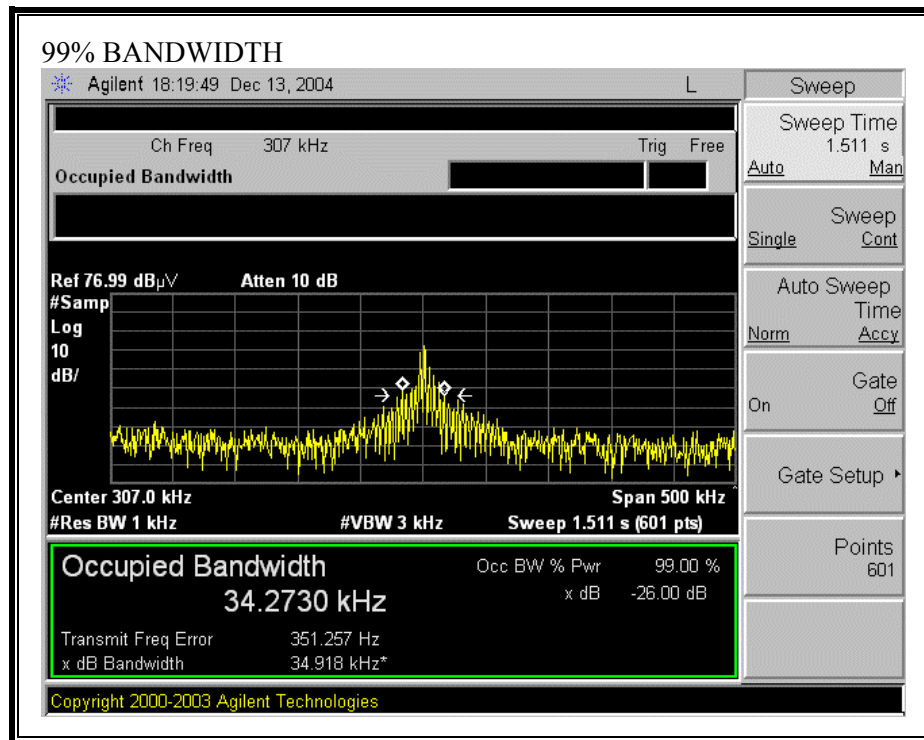 99% BANDWIDTH
Agilent 18:19:49 Dec 13, 2004 L
Ch Freq 307 kHz Trig Free
Occupied Bandwidth
Ref 76.99 dBµV Atten 10 dB
#Samp
Log
10
dB/
Center 307.0 kHz Span 500 kHz
#Res BW 1 kHz #VBW 3 kHz Sweep 1.511 s (601 pts)
Occupied Bandwidth
34.2730 kHz
Occ BW % Pwr 99.00 %
x dB -26.00 dB
Transmit Freq Error 351.257 Hz
x dB Bandwidth 34.918 kHz*
Copyright 2000-2003 Agilent Technologies
Sweep
Sweep Time
1.511 s
Auto Man
Sweep
Single Cont
Auto Sweep
Time
Norm Accy
Gate
On Off
Gate Setup
Points
601